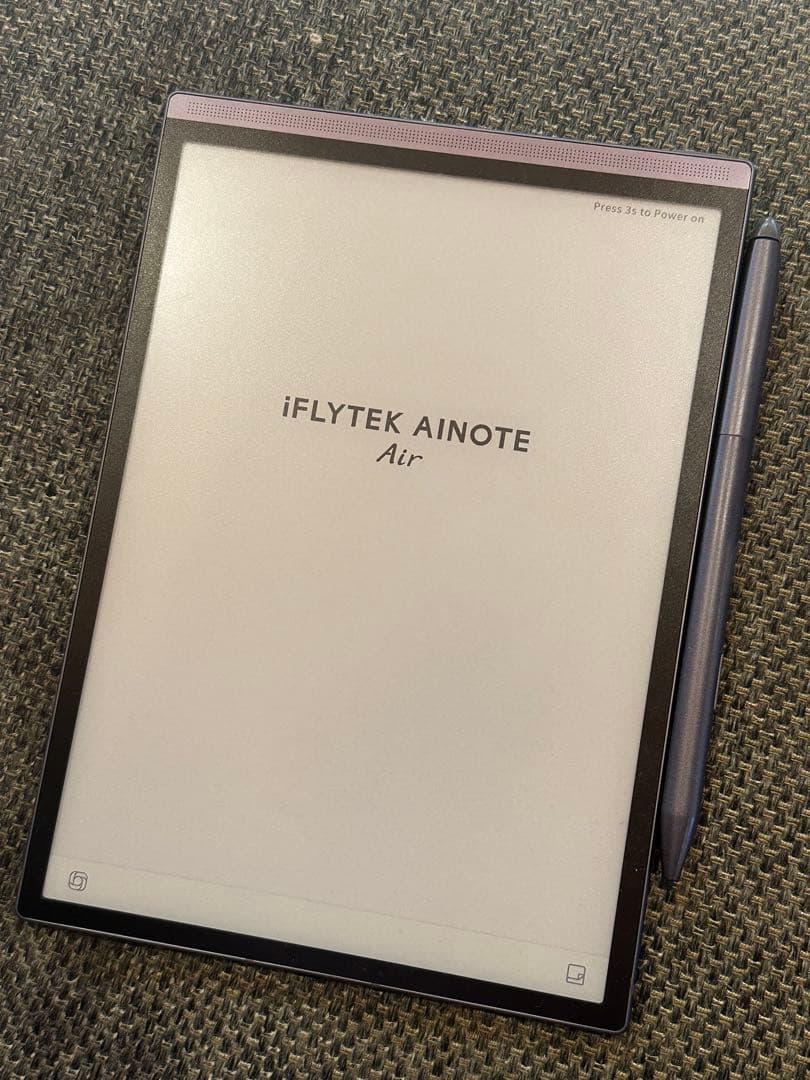 Press 3s to Power on
iFLYTEK AINOTE
Air